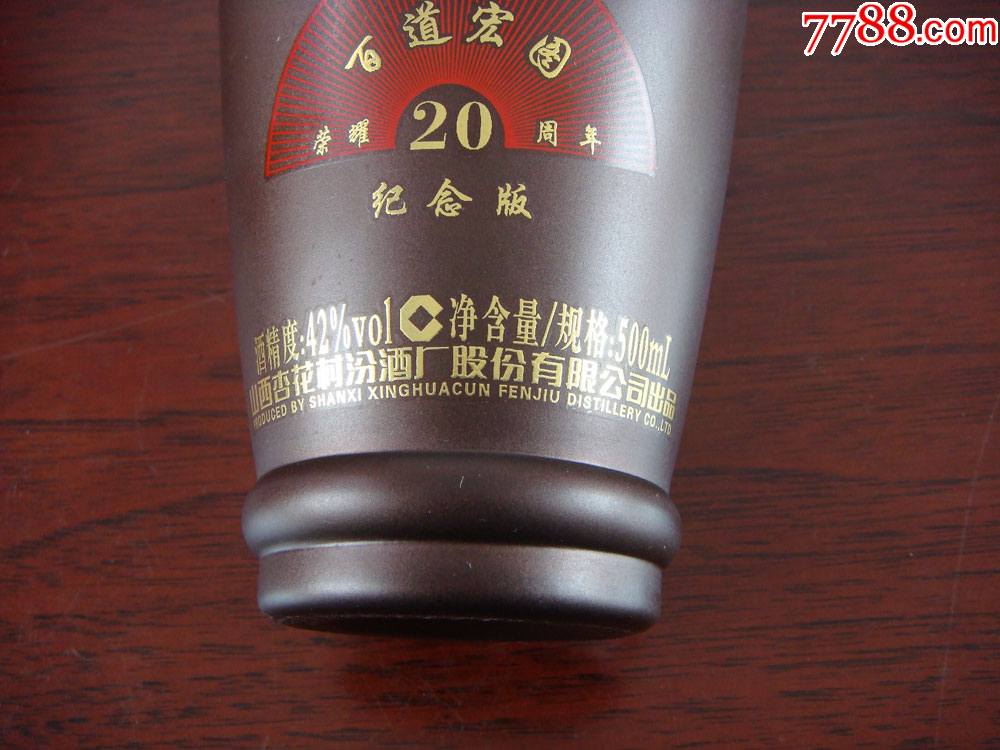 7788.com
百道宏图
荣耀 20 周年
纪念版
酒精度:42%vol 净含量/规格:500mL
山西杏花村汾酒厂股份有限公司出品
PRODUCED BY SHANXI XINGHUACUN FENJIU DISTILLERY CO.,LTD